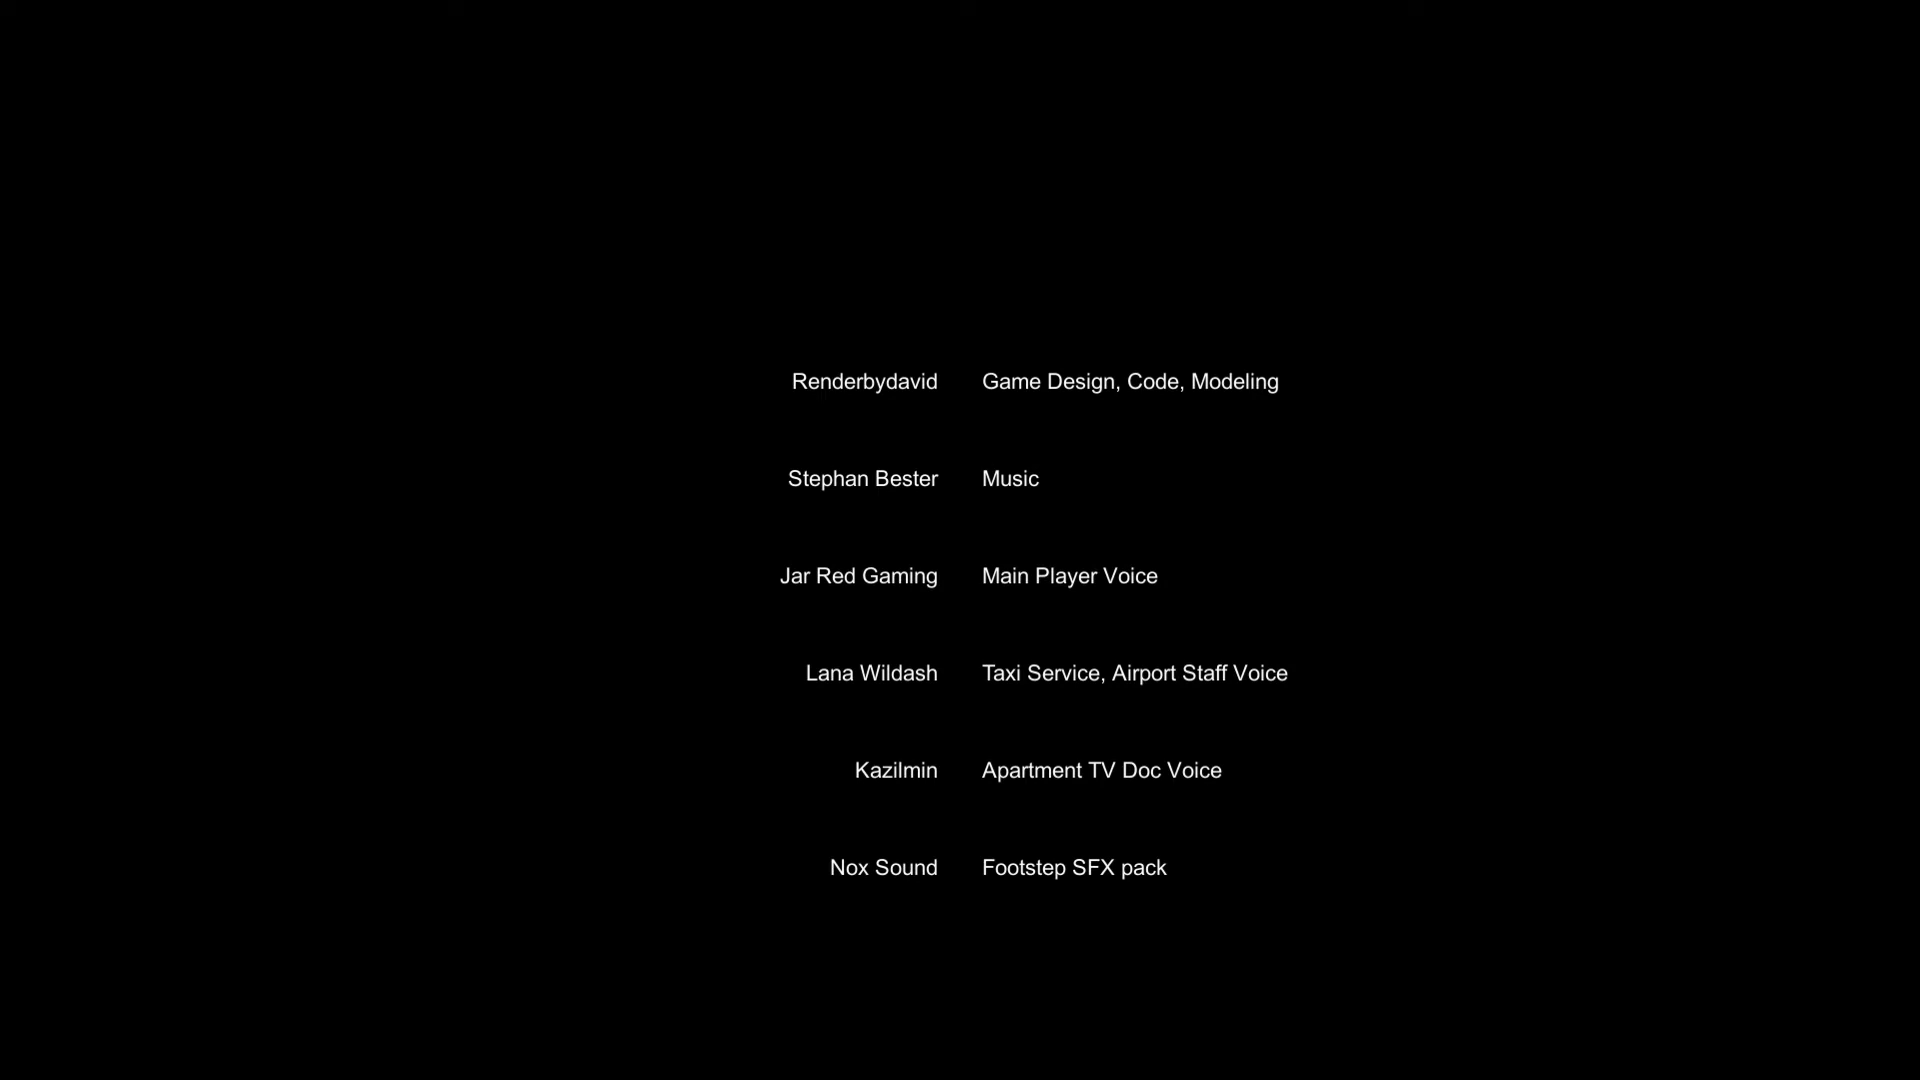 Renderbydavid Game Design, Code, Modeling
Stephan Bester Music
Jar Red Gaming Main Player Voice
Lana Wildash Taxi Service, Airport Staff Voice
Kazilmin Apartment TV Doc Voice
Nox Sound Footstep SFX pack